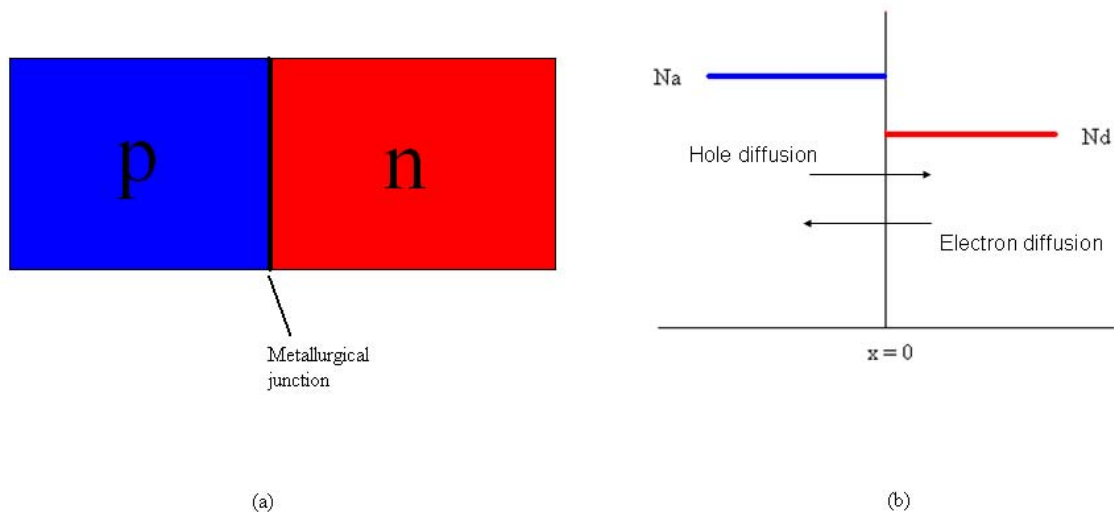 p
n
Metallurgical
junction
(a)
Na
Nd
Hole diffusion
Electron diffusion
x = 0
(b)